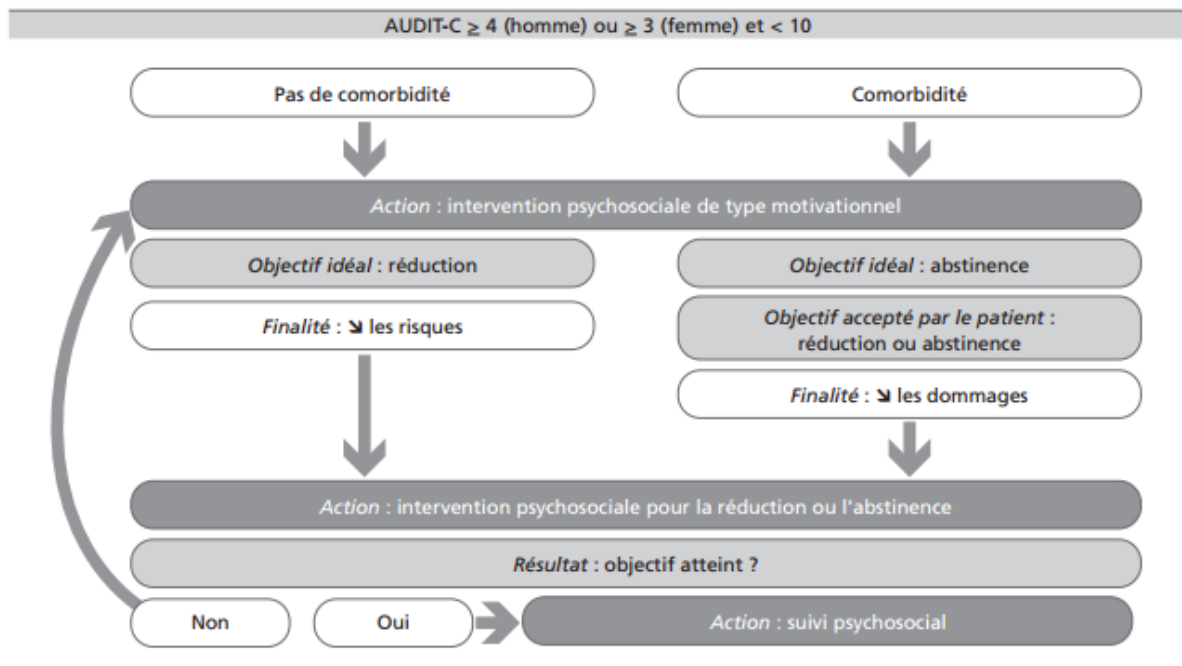 AUDIT-C ≥ 4 (homme) ou ≥ 3 (femme) et < 10
Pas de comorbidité
Comorbidité
Action : intervention psychosociale de type motivationnel
Objectif idéal : réduction
Objectif idéal : abstinence
Finalité : ↘ les risques
Objectif accepté par le patient :
réduction ou abstinence
Finalité : ↘ les dommages
Action : intervention psychosociale pour la réduction ou l'abstinence
Résultat : objectif atteint ?
Non
Oui
Action : suivi psychosocial